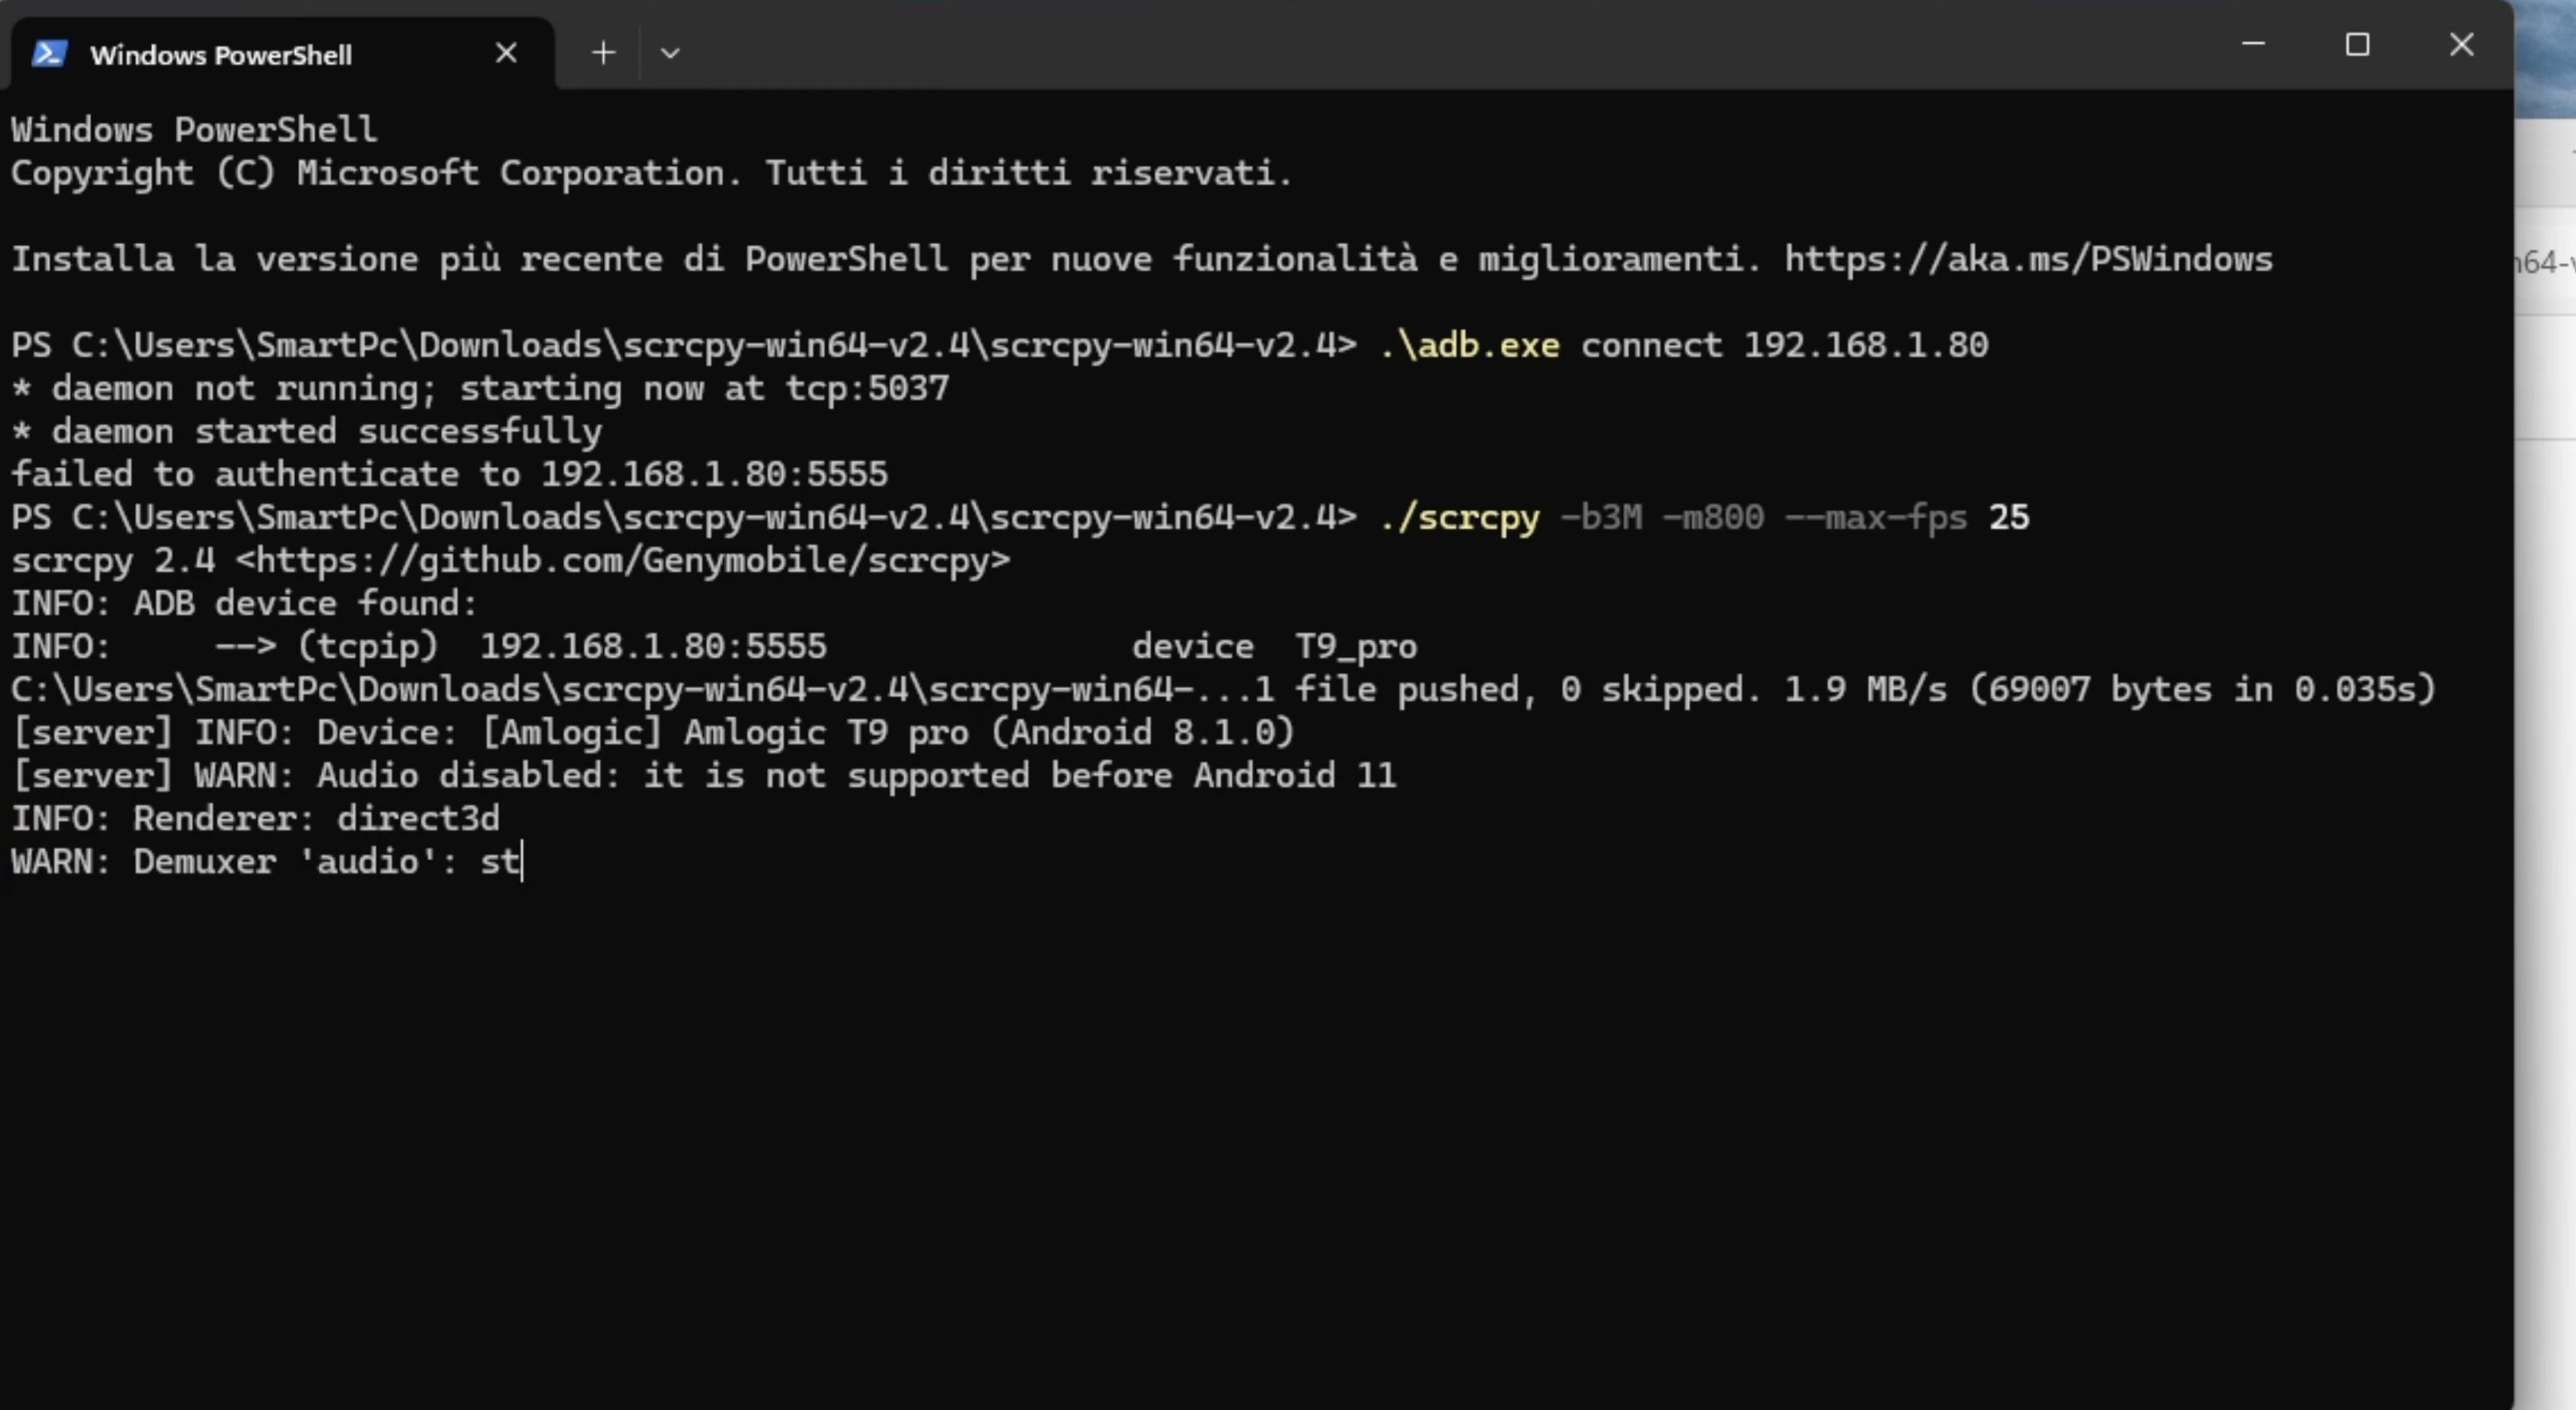 Windows PowerShell
Windows PowerShell
Copyright (C) Microsoft Corporation. Tutti i diritti riservati.
Installa la versione più recente di PowerShell per nuove funzionalità e miglioramenti. https://aka.ms/PSWindows
PS C:\Users\SmartPc\Downloads\scrcpy-win64-v2.4\scrcpy-win64-v2.4> .\adb.exe connect 192.168.1.80
* daemon not running; starting now at tcp:5037
* daemon started successfully
failed to authenticate to 192.168.1.80:5555
PS C:\Users\SmartPc\Downloads\scrcpy-win64-v2.4\scrcpy-win64-v2.4> ./scrcpy -b3M -m800 --max-fps 25
scrcpy 2.4 <https://github.com/Genymobile/scrcpy>
INFO: ADB device found:
INFO:     --> (tcpip)  192.168.1.80:5555               device  T9_pro
C:\Users\SmartPc\Downloads\scrcpy-win64-v2.4\scrcpy-win64-...1 file pushed, 0 skipped. 1.9 MB/s (69007 bytes in 0.035s)
[server] INFO: Device: [Amlogic] Amlogic T9 pro (Android 8.1.0)
[server] WARN: Audio disabled: it is not supported before Android 11
INFO: Renderer: direct3d
WARN: Demuxer 'audio': st